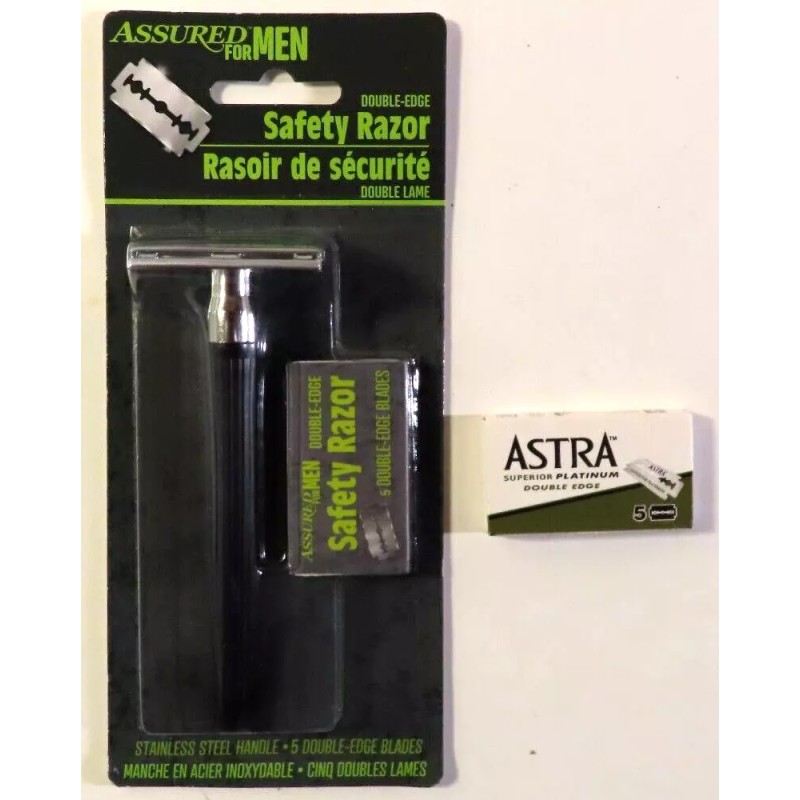 ASSURED FOR MEN
DOUBLE-EDGE
Safety Razor
Rasoir de sécurité
DOUBLE LAME
ASSURED FOR MEN DOUBLE-EDGE
Safety Razor
5 DOUBLE-EDGE BLADES
STAINLESS STEEL HANDLE • 5 DOUBLE-EDGE BLADES
MANCHE EN ACIER INOXYDABLE • CINQ DOUBLES LAMES
ASTRA™
SUPERIOR PLATINUM
DOUBLE EDGE
ASTRA
5